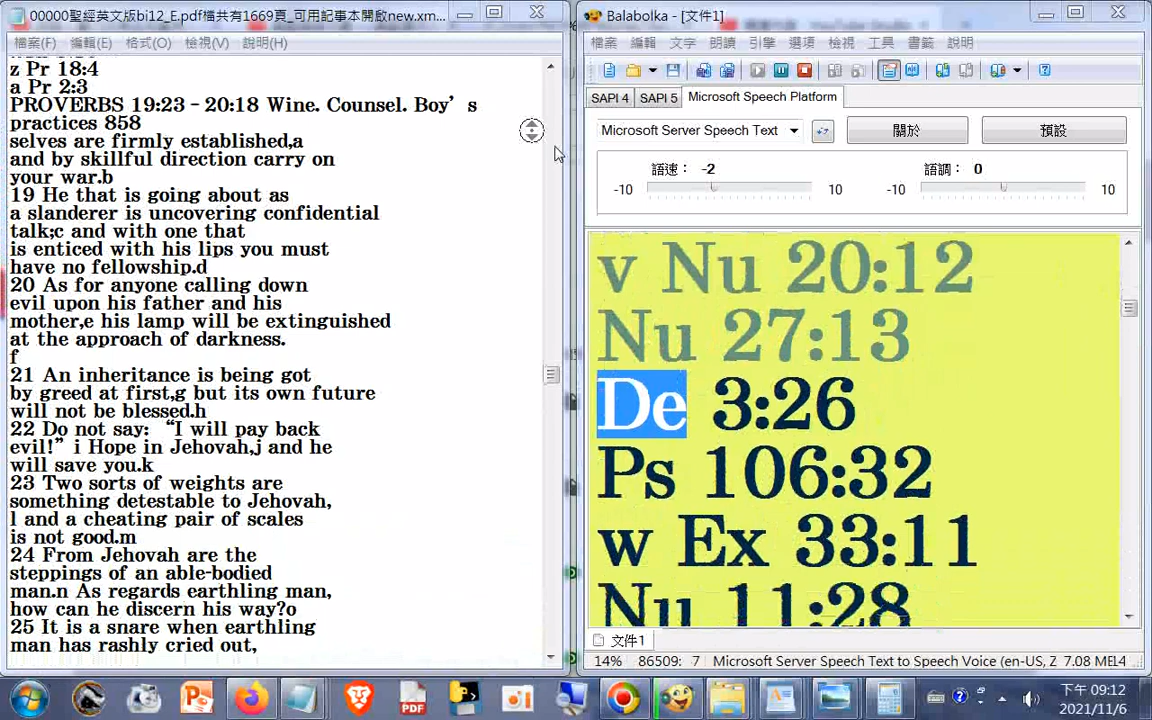 00000聖經英文版bi12_E.pdf檔共有1669頁_可用記事本開啟new.xm...
檔案(F) 編輯(E) 格式(O) 檢視(V) 說明(H)
z Pr 18:4
a Pr 2:3
PROVERBS 19:23 – 20:18 Wine. Counsel. Boy’s
practices 858
selves are firmly established,a
and by skillful direction carry on
your war.b
19 He that is going about as
a slanderer is uncovering confidential
talk;c and with one that
is enticed with his lips you must
have no fellowship.d
20 As for anyone calling down
evil upon his father and his
mother,e his lamp will be extinguished
at the approach of darkness.
f
21 An inheritance is being got
by greed at first,g but its own future
will not be blessed.h
22 Do not say: “I will pay back
evil!” i Hope in Jehovah,j and he
will save you.k
23 Two sorts of weights are
something detestable to Jehovah,
l and a cheating pair of scales
is not good.m
24 From Jehovah are the
steppings of an able-bodied
man.n As regards earthling man,
how can he discern his way?o
25 It is a snare when earthling
man has rashly cried out,
Balabolka - [文件1]
檔案 編輯 文字 朗讀 引擎 選項 檢視 工具 書籤 說明
SAPI 4 SAPI 5 Microsoft Speech Platform
Microsoft Server Speech Text 關於 預設
語速: -2 語調: 0
-10 10 -10 10
v Nu 20:12
Nu 27:13
De 3:26
Ps 106:32
w Ex 33:11
Nu 11:28
文件1
14% 86509: 7 Microsoft Server Speech Text to Speech Voice (en-US, Z 7.08 ME
PDF
下午 09:12
2021/11/6